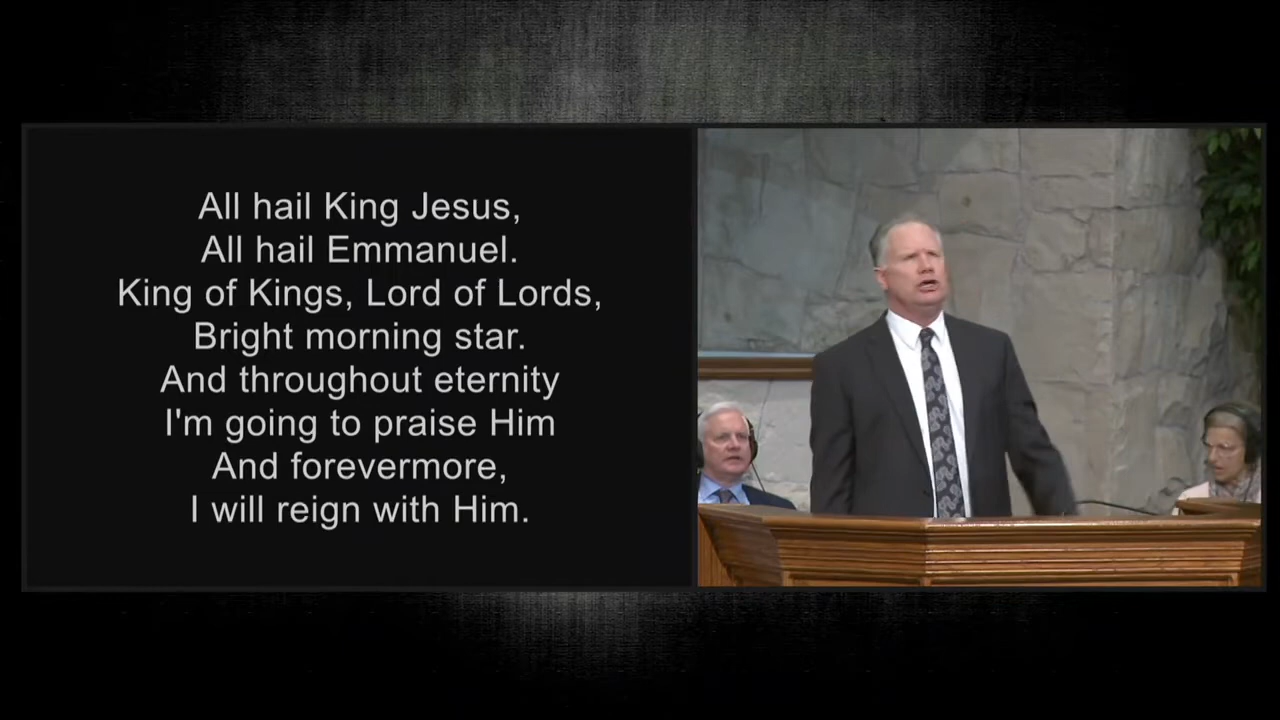 All hail King Jesus,
All hail Emmanuel.
King of Kings, Lord of Lords,
Bright morning star.
And throughout eternity
I'm going to praise Him
And forevermore,
I will reign with Him.